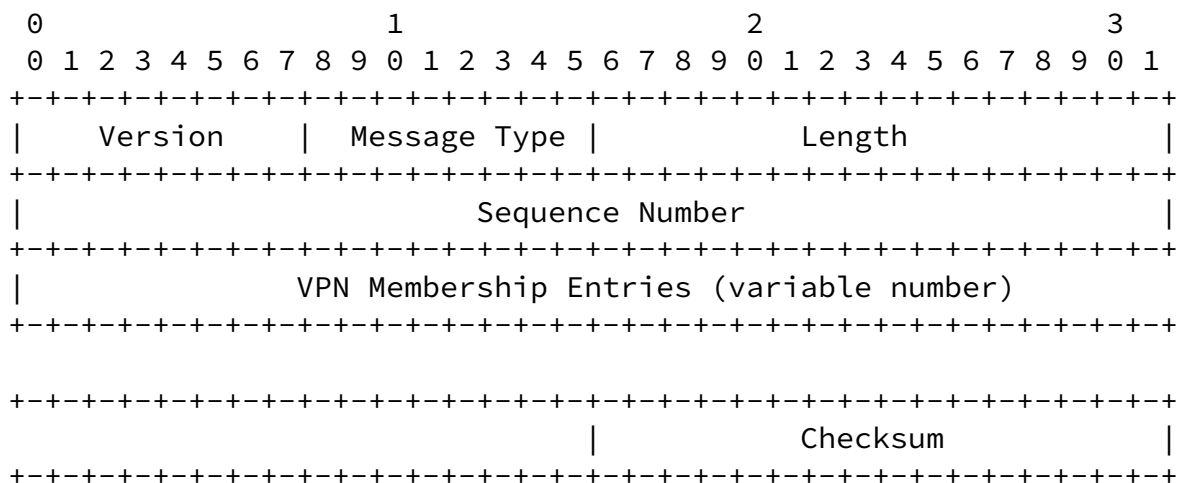 0                   1                   2                   3
 0 1 2 3 4 5 6 7 8 9 0 1 2 3 4 5 6 7 8 9 0 1 2 3 4 5 6 7 8 9 0 1
+-+-+-+-+-+-+-+-+-+-+-+-+-+-+-+-+-+-+-+-+-+-+-+-+-+-+-+-+-+-+-+-+
|    Version    | Message Type |           Length              |
+-+-+-+-+-+-+-+-+-+-+-+-+-+-+-+-+-+-+-+-+-+-+-+-+-+-+-+-+-+-+-+-+
|                         Sequence Number                       |
+-+-+-+-+-+-+-+-+-+-+-+-+-+-+-+-+-+-+-+-+-+-+-+-+-+-+-+-+-+-+-+-+
|               VPN Membership Entries (variable number)
+-+-+-+-+-+-+-+-+-+-+-+-+-+-+-+-+-+-+-+-+-+-+-+-+-+-+-+-+-+-+-+-+
+-+-+-+-+-+-+-+-+-+-+-+-+-+-+-+-+-+-+-+-+-+-+-+-+-+-+-+-+-+-+-+-+
                                |           Checksum            |
+-+-+-+-+-+-+-+-+-+-+-+-+-+-+-+-+-+-+-+-+-+-+-+-+-+-+-+-+-+-+-+-+